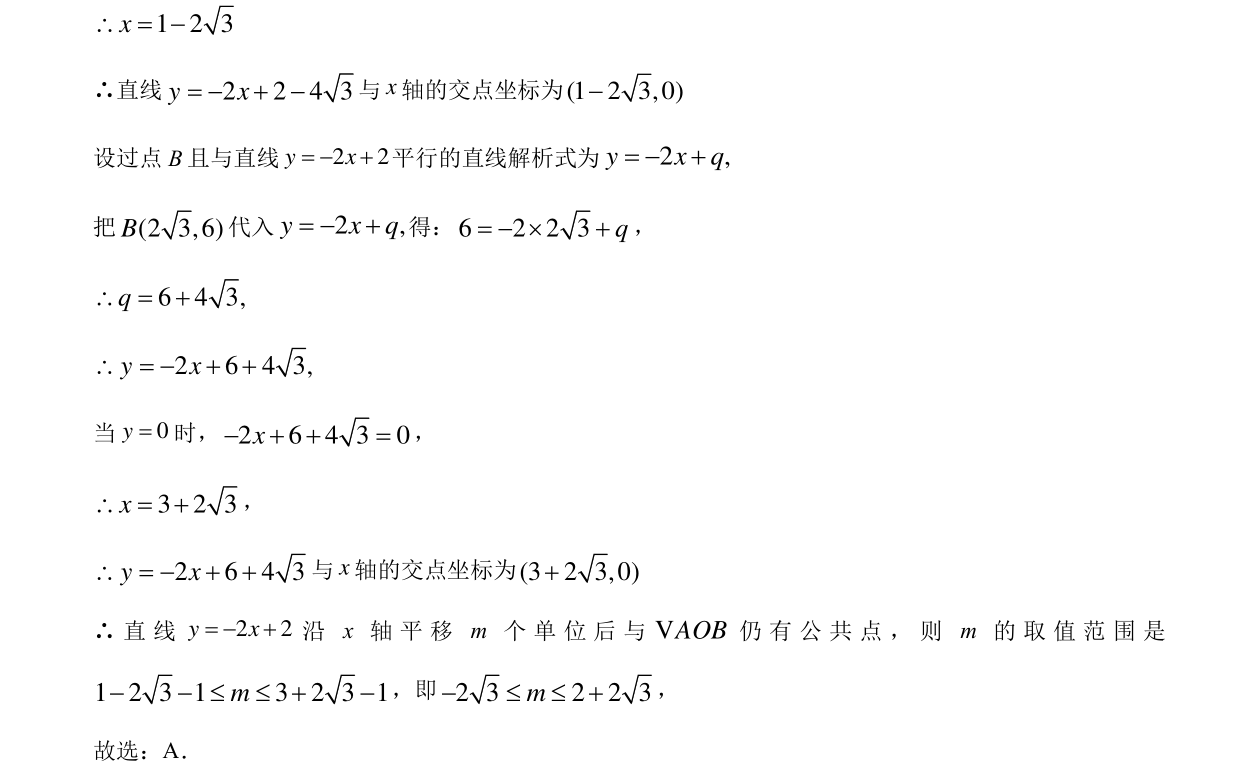 ∴x=1−2√3
∴直线 y=−2x+2−4√3 与 x 轴的交点坐标为(1−2√3,0)
设过点 B 且与直线 y=−2x+2 平行的直线解析式为 y=−2x+q,
把 B(2√3,6) 代入 y=−2x+q,得：6=−2×2√3+q，
∴q=6+4√3,
∴y=−2x+6+4√3,
当 y=0 时，−2x+6+4√3=0，
∴x=3+2√3，
∴y=−2x+6+4√3 与 x 轴的交点坐标为(3+2√3,0)
∴直线 y=−2x+2 沿 x 轴平移 m 个单位后与 VAOB 仍有公共点，则 m 的取值范围是
1−2√3−1≤m≤3+2√3−1，即−2√3≤m≤2+2√3，
故选：A．